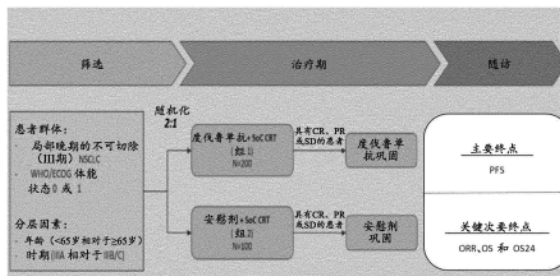 筛选
治疗期
随访
患者群体：
· 局部晚期的不可切除
（III期）NSCLC
· WHO/ECOG 体能
状态0 或 1
分层因素：
· 年龄（<65岁相对于≥65岁）
· 时期(IIIA 相对于 IIIB/C)
随机化
2:1
度伐鲁单抗+SoC CRT
(组1)
N=200
具有CR、PR
或SD的患者
度伐鲁单
抗巩固
安慰剂+SoC CRT
(组2)
N=100
具有CR、PR
或SD的患者
安慰剂
巩固
主要终点
PFS
关键次要终点
ORR、OS 和 OS24